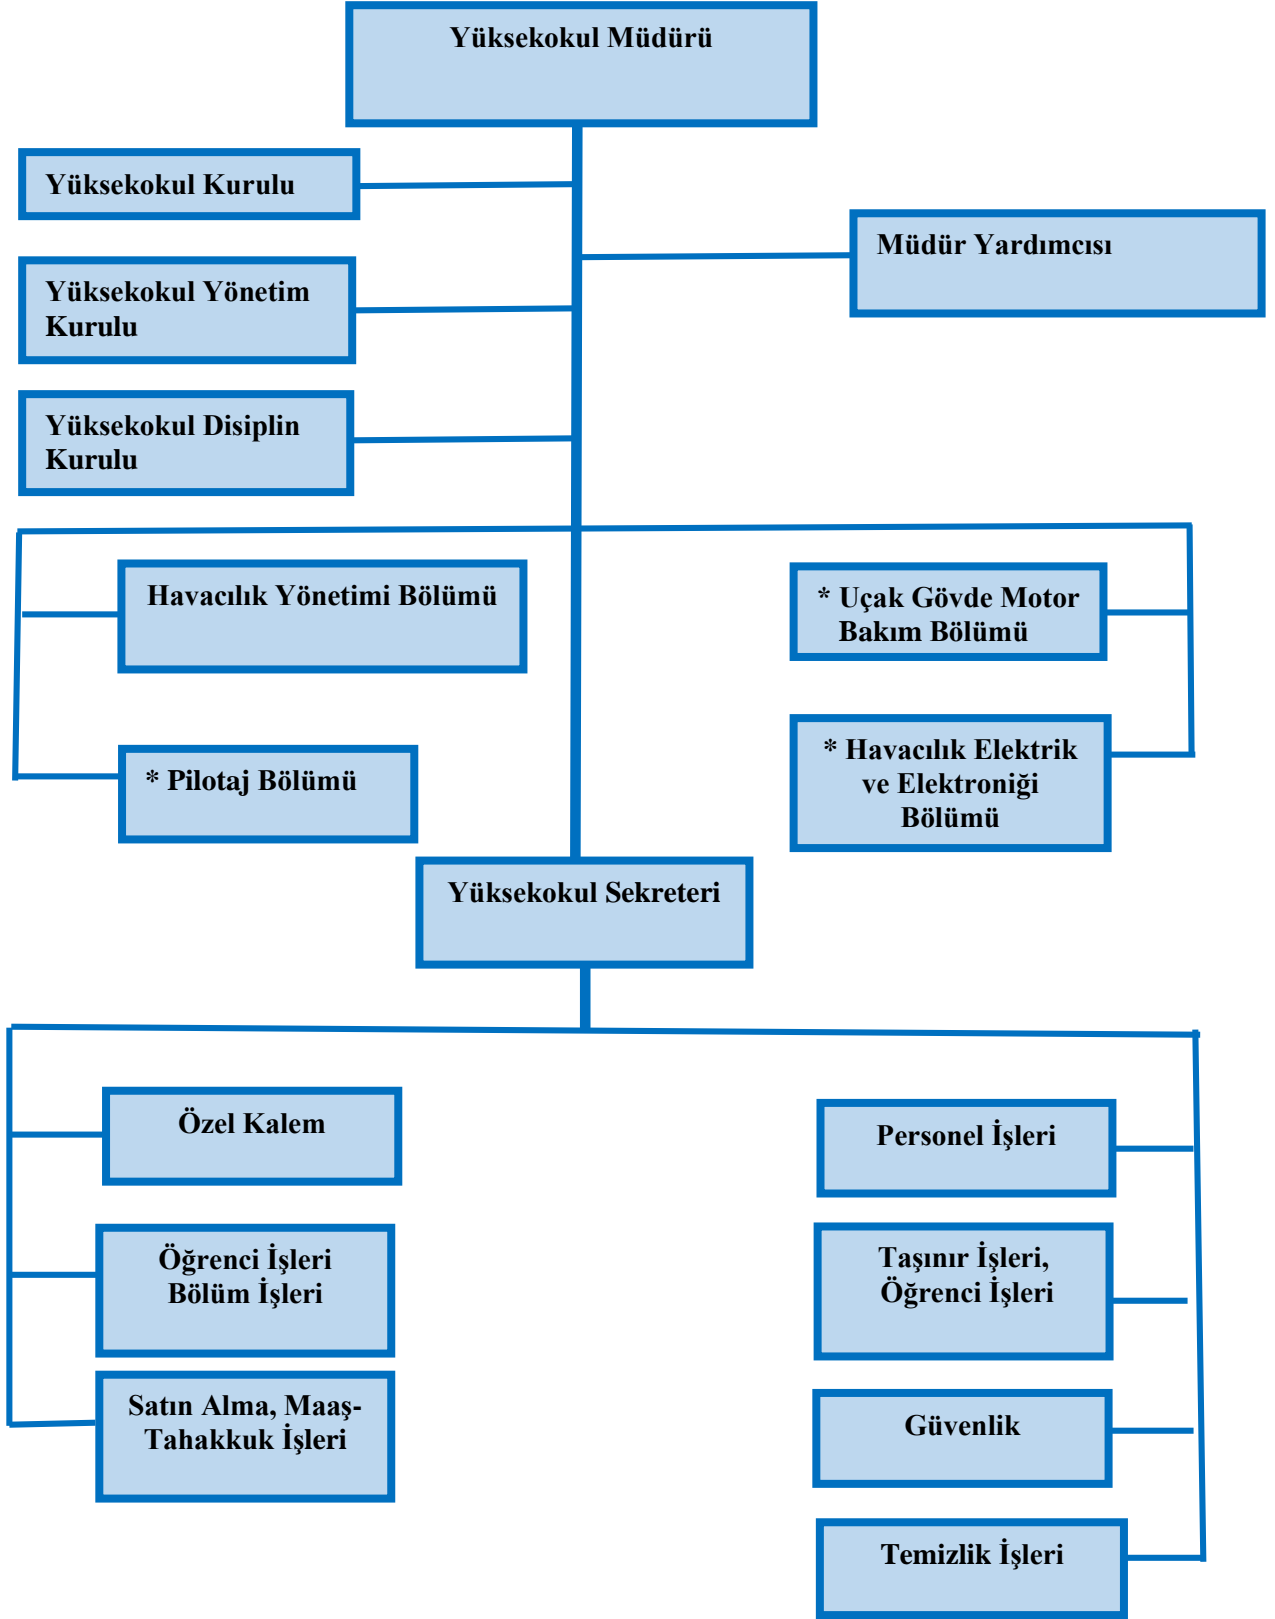 Yüksekokul Müdürü
Yüksekokul Kurulu
Müdür Yardımcısı
Yüksekokul Yönetim
Kurulu
Yüksekokul Disiplin
Kurulu
Havacılık Yönetimi Bölümü
* Uçak Gövde Motor
Bakım Bölümü
* Pilotaj Bölümü
* Havacılık Elektrik
ve Elektroniği
Bölümü
Yüksekokul Sekreteri
Özel Kalem
Personel İşleri
Öğrenci İşleri
Bölüm İşleri
Taşınır İşleri,
Öğrenci İşleri
Satın Alma, Maaş-
Tahakkuk İşleri
Güvenlik
Temizlik İşleri